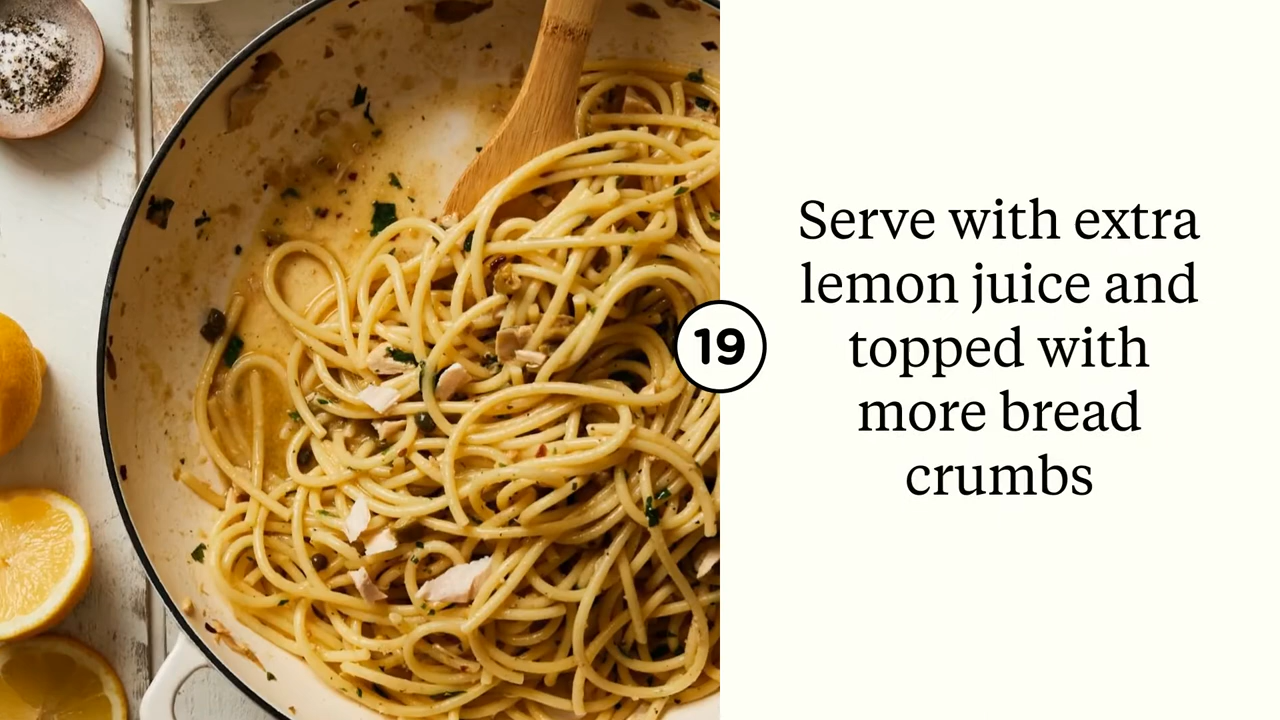 19
Serve with extra
lemon juice and
topped with
more bread
crumbs